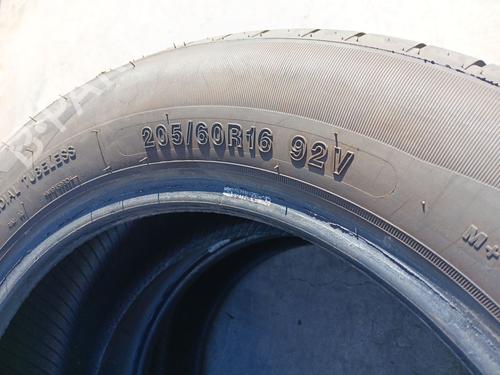 205/60R16 92V
DIAL TUBELESS
M+